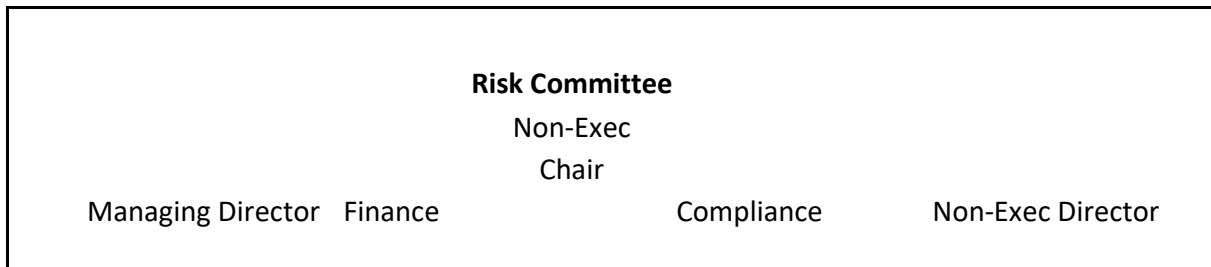 Risk Committee
Non-Exec
Chair
Managing Director Finance Compliance Non-Exec Director